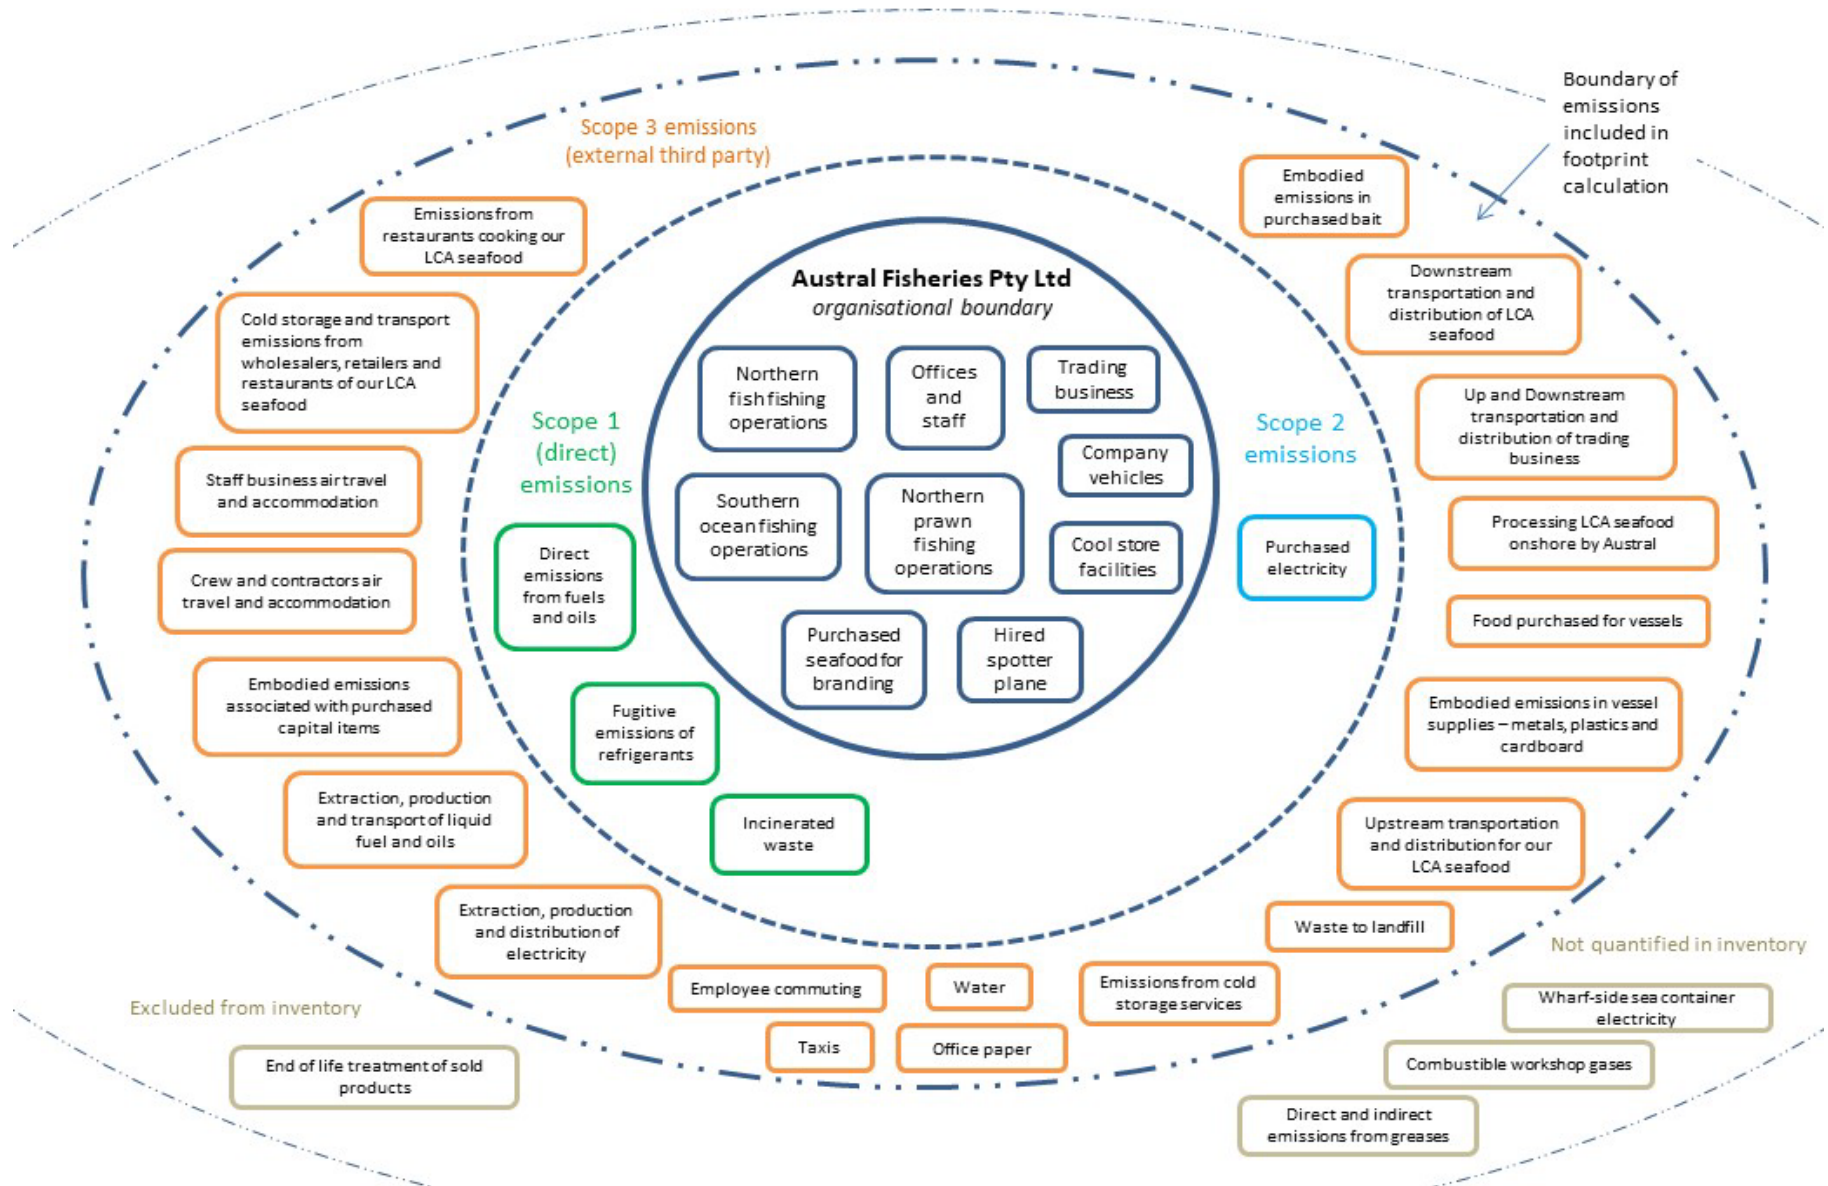 Boundary of
emissions
included in
footprint
calculation
Scope 3 emissions
(external third party)
Emissions from
restaurants cooking our
LCA seafood
Cold storage and transport
emissions from
wholesalers, retailers and
restaurants of our LCA
seafood
Staff business air travel
and accommodation
Crew and contractors air
travel and accommodation
Embodied emissions
associated with purchased
capital items
Extraction, production
and transport of liquid
fuel and oils
Extraction, production
and distribution of
electricity
Employee commuting
Taxis
Water
Office paper
Emissions from cold
storage services
Waste to landfill
Upstream transportation
and distribution for our
LCA seafood
Embodied emissions in vessel
supplies – metals, plastics and
cardboard
Food purchased for vessels
Processing LCA seafood
onshore by Austral
Up and Downstream
transportation and
distribution of trading
business
Downstream
transportation and
distribution of LCA
seafood
Embodied
emissions in
purchased bait
Scope 1
(direct)
emissions
Direct
emissions
from fuels
and oils
Fugitive
emissions of
refrigerants
Incinerated
waste
Austral Fisheries Pty Ltd
organisational boundary
Northern
fish fishing
operations
Offices
and
staff
Trading
business
Company
vehicles
Southern
ocean fishing
operations
Northern
prawn
fishing
operations
Cool store
facilities
Purchased
seafood for
branding
Hired
spotter
plane
Scope 2
emissions
Purchased
electricity
Excluded from inventory
End of life treatment of sold
products
Not quantified in inventory
Wharf-side sea container
electricity
Combustible workshop gases
Direct and indirect
emissions from greases